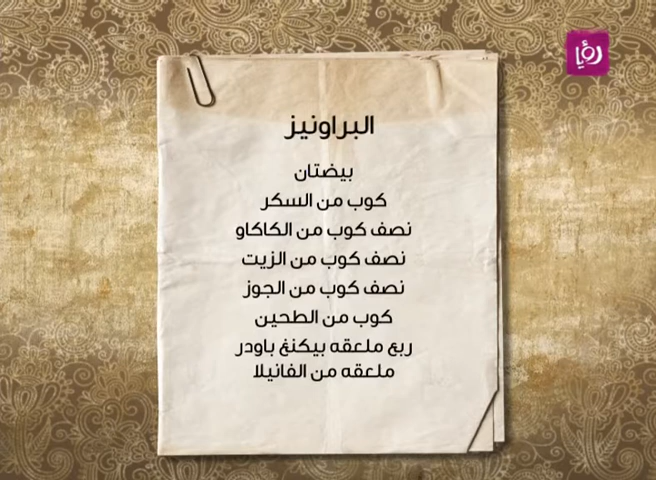 رؤيا
البراونيز
بيضتان
كوب من السكر
نصف كوب من الكاكاو
نصف كوب من الزيت
نصف كوب من الجوز
كوب من الطحين
ربع ملعقه بيكنغ باودر
ملعقه من الفانيلا